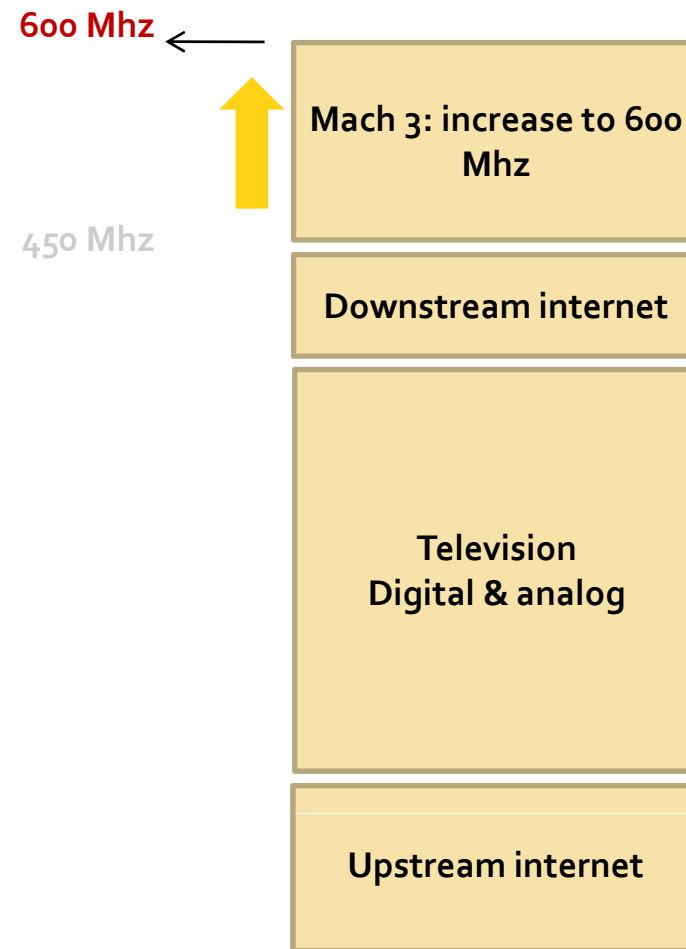 600 Mhz
Mach 3: increase to 600
Mhz
450 Mhz
Downstream internet
Television
Digital & analog
Upstream internet